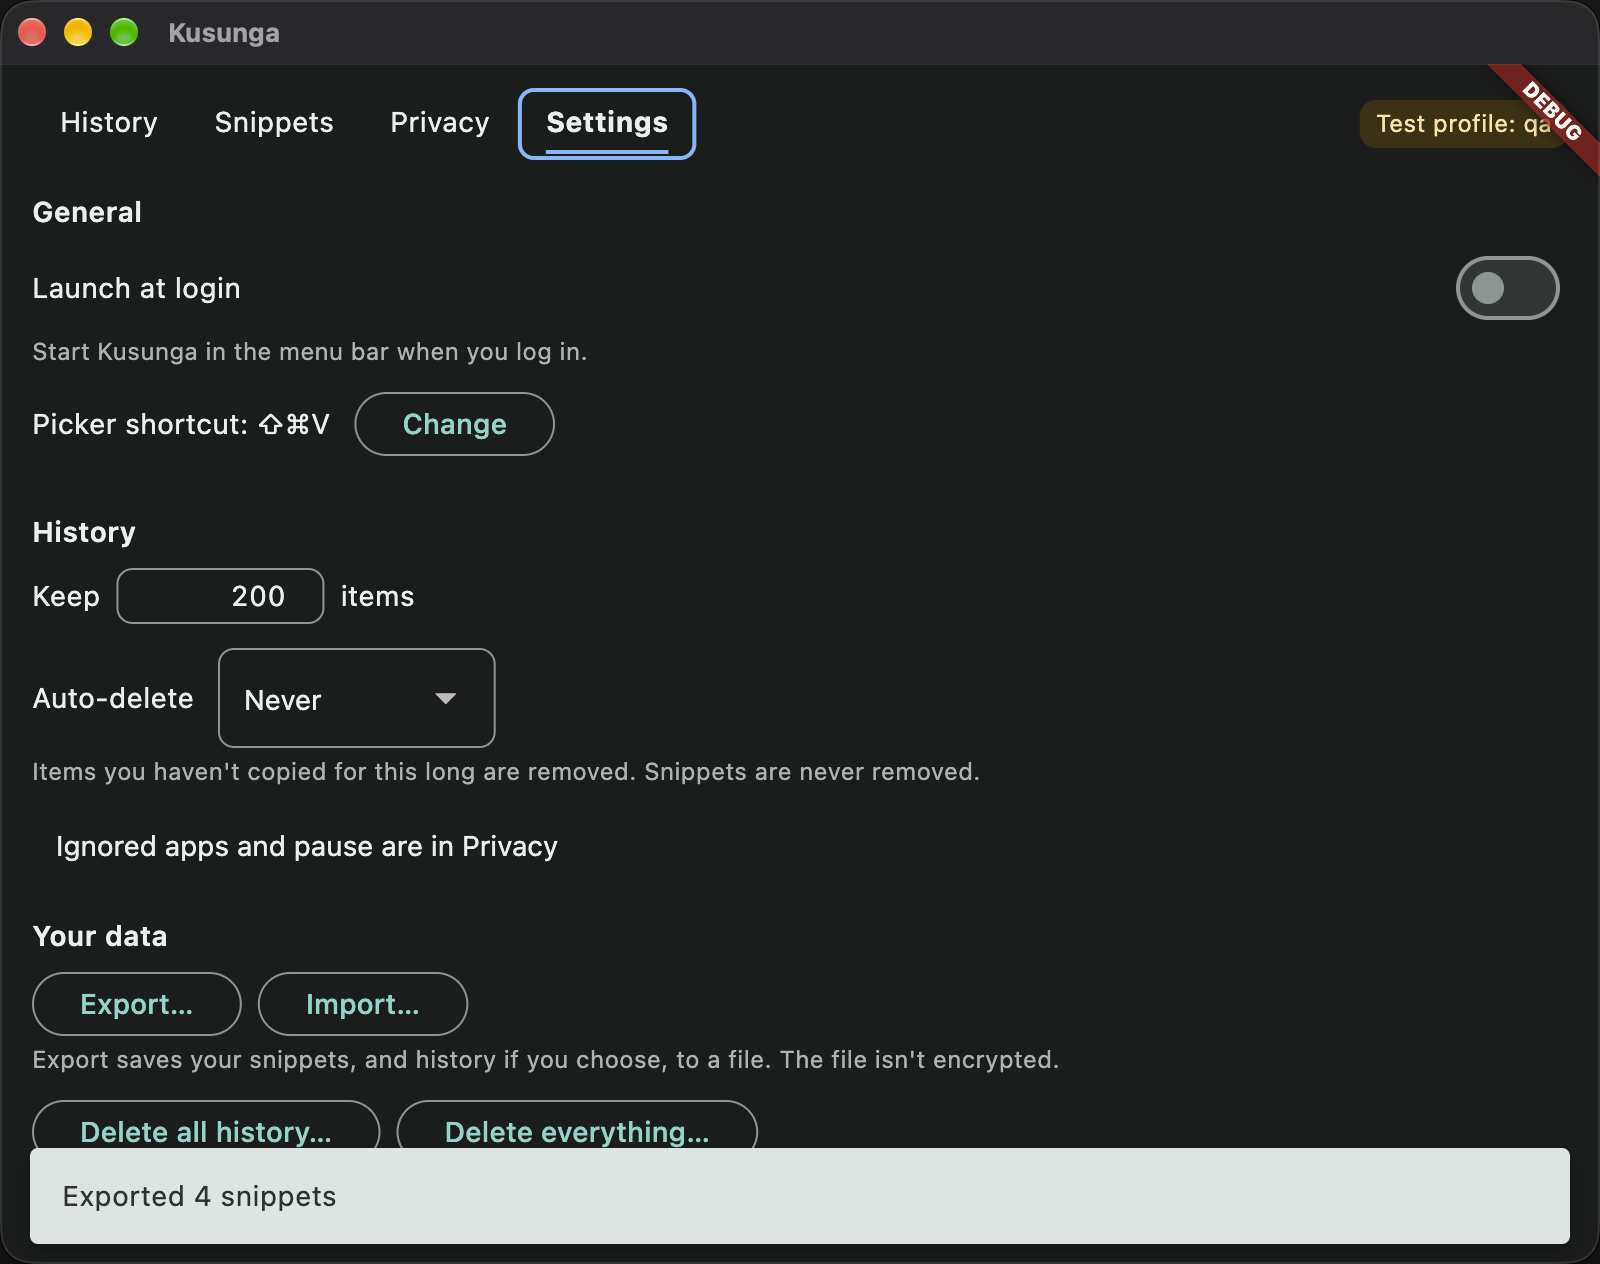 Kusunga
History Snippets Privacy Settings
Test profile: qa
DEBUG
General
Launch at login
Start Kusunga in the menu bar when you log in.
Picker shortcut: ⇧⌘V Change
History
Keep 200 items
Auto-delete Never
Items you haven't copied for this long are removed. Snippets are never removed.
Ignored apps and pause are in Privacy
Your data
Export... Import...
Export saves your snippets, and history if you choose, to a file. The file isn't encrypted.
Delete all history... Delete everything...
Exported 4 snippets